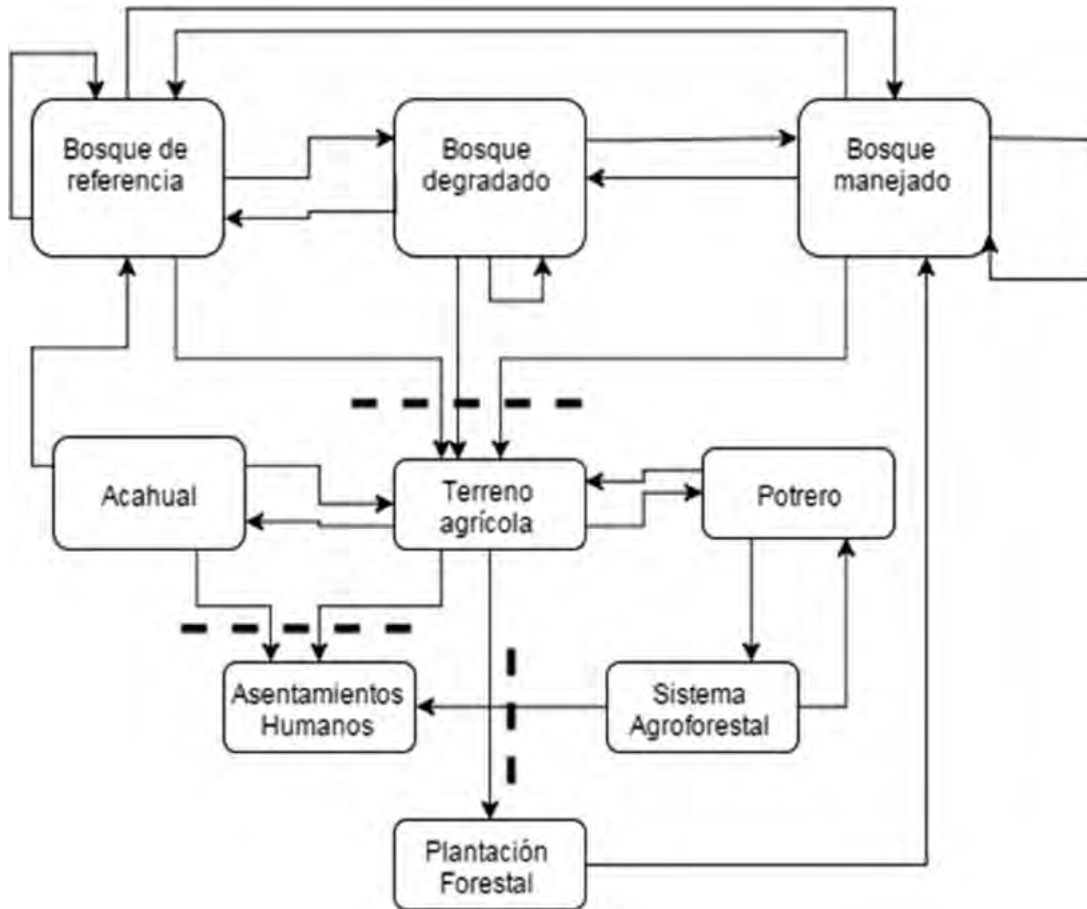 Bosque de
referencia
Bosque
degradado
Bosque
manejado
Acahual
Terreno
agrícola
Potrero
Asentamientos
Humanos
Sistema
Agroforestal
Plantación
Forestal